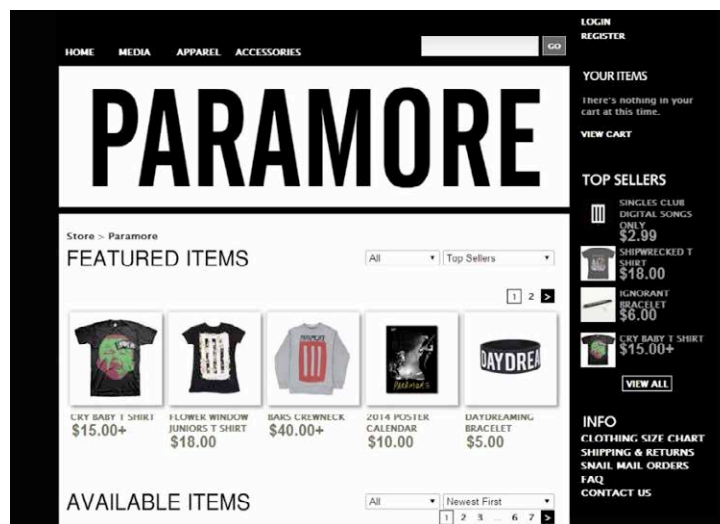 LOGIN
REGISTER
HOME MEDIA APPAREL ACCESSORIES
GO
PARAMORE
YOUR ITEMS
There's nothing in your
cart at this time.
VIEW CART
TOP SELLERS
SINGLES CLUB
DIGITAL SONGS
ONLY
$2.99
SHIPWRECKED T
SHIRT
$18.00
IGNORANT
BRACELET
$6.00
CRY BABY T SHIRT
$15.00+
VIEW ALL
INFO
CLOTHING SIZE CHART
SHIPPING & RETURNS
SNAIL MAIL ORDERS
FAQ
CONTACT US
Store > Paramore
FEATURED ITEMS
All Top Sellers
1 2 >
PARAMORE
Paramore
DAYDREA
CRY BABY T SHIRT
$15.00+
FLOWER WINDOW
JUNIORS T SHIRT
$18.00
BARS CREWNECK
$40.00+
2014 POSTER
CALENDAR
$10.00
DAYDREAMING
BRACELET
$5.00
AVAILABLE ITEMS
All Newest First
1 2 3 ... 6 7 >